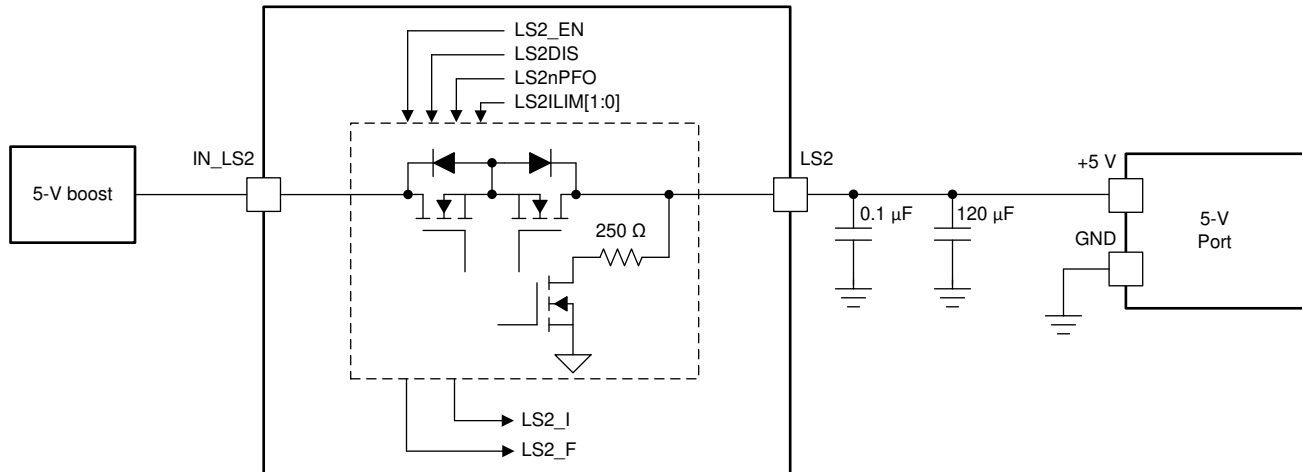 LS2_EN
LS2DIS
LS2nPFO
LS2ILIM[1:0]
IN_LS2
LS2
+5 V
5-V boost
0.1 µF
120 µF
5-V
Port
250 Ω
GND
LS2_I
LS2_F